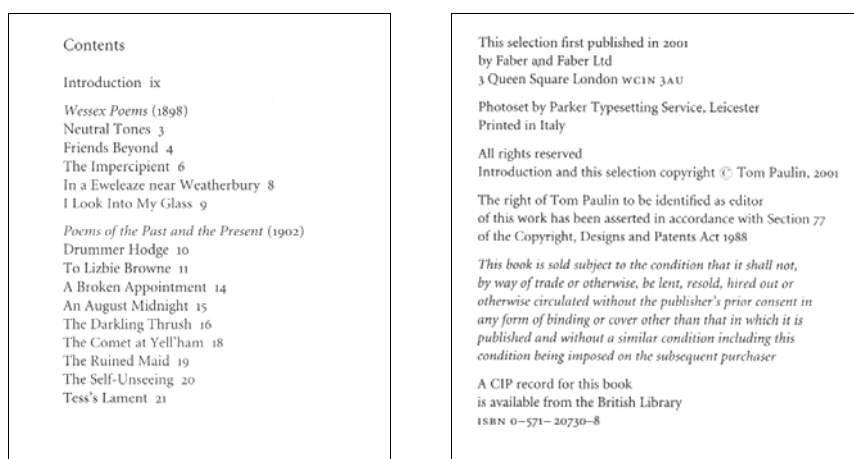 Contents
Introduction ix
Wessex Poems (1898)
Neutral Tones 3
Friends Beyond 4
The Impercipient 6
In a Eweleaze near Weatherbury 8
I Look Into My Glass 9
Poems of the Past and the Present (1902)
Drummer Hodge 10
To Lizbie Browne 11
A Broken Appointment 14
An August Midnight 15
The Darkling Thrush 16
The Comet at Yell'ham 18
The Ruined Maid 19
The Self-Unseeing 20
Tess's Lament 21
This selection first published in 2001
by Faber and Faber Ltd
3 Queen Square London WC1N 3AU
Photoset by Parker Typesetting Service, Leicester
Printed in Italy
All rights reserved
Introduction and this selection copyright © Tom Paulin, 2001
The right of Tom Paulin to be identified as editor
of this work has been asserted in accordance with Section 77
of the Copyright, Designs and Patents Act 1988
This book is sold subject to the condition that it shall not,
by way of trade or otherwise, be lent, resold, hired out or
otherwise circulated without the publisher's prior consent in
any form of binding or cover other than that in which it is
published and without a similar condition including this
condition being imposed on the subsequent purchaser
A CIP record for this book
is available from the British Library
ISBN 0–571–20730–8